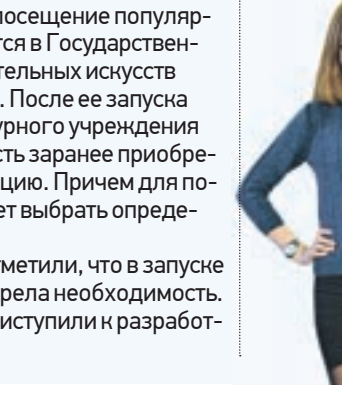 посещение популяр-
тся в Государствен-
тельных искусств
. После ее запуска
урного учреждения
сть заранее приобре-
цию. Причем для по-
ет выбрать опреде-
тметили, что в запуске
рела необходимость.
иступили к разработ-